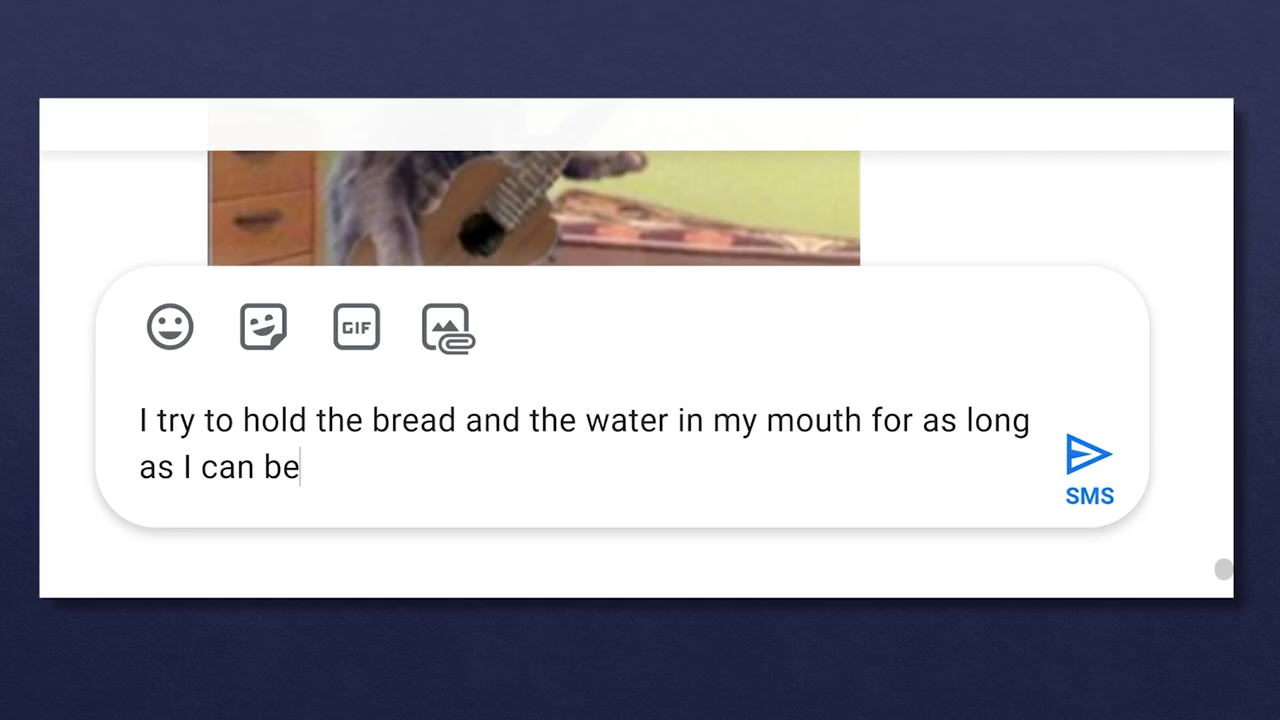 GIF
I try to hold the bread and the water in my mouth for as long
as I can be
SMS